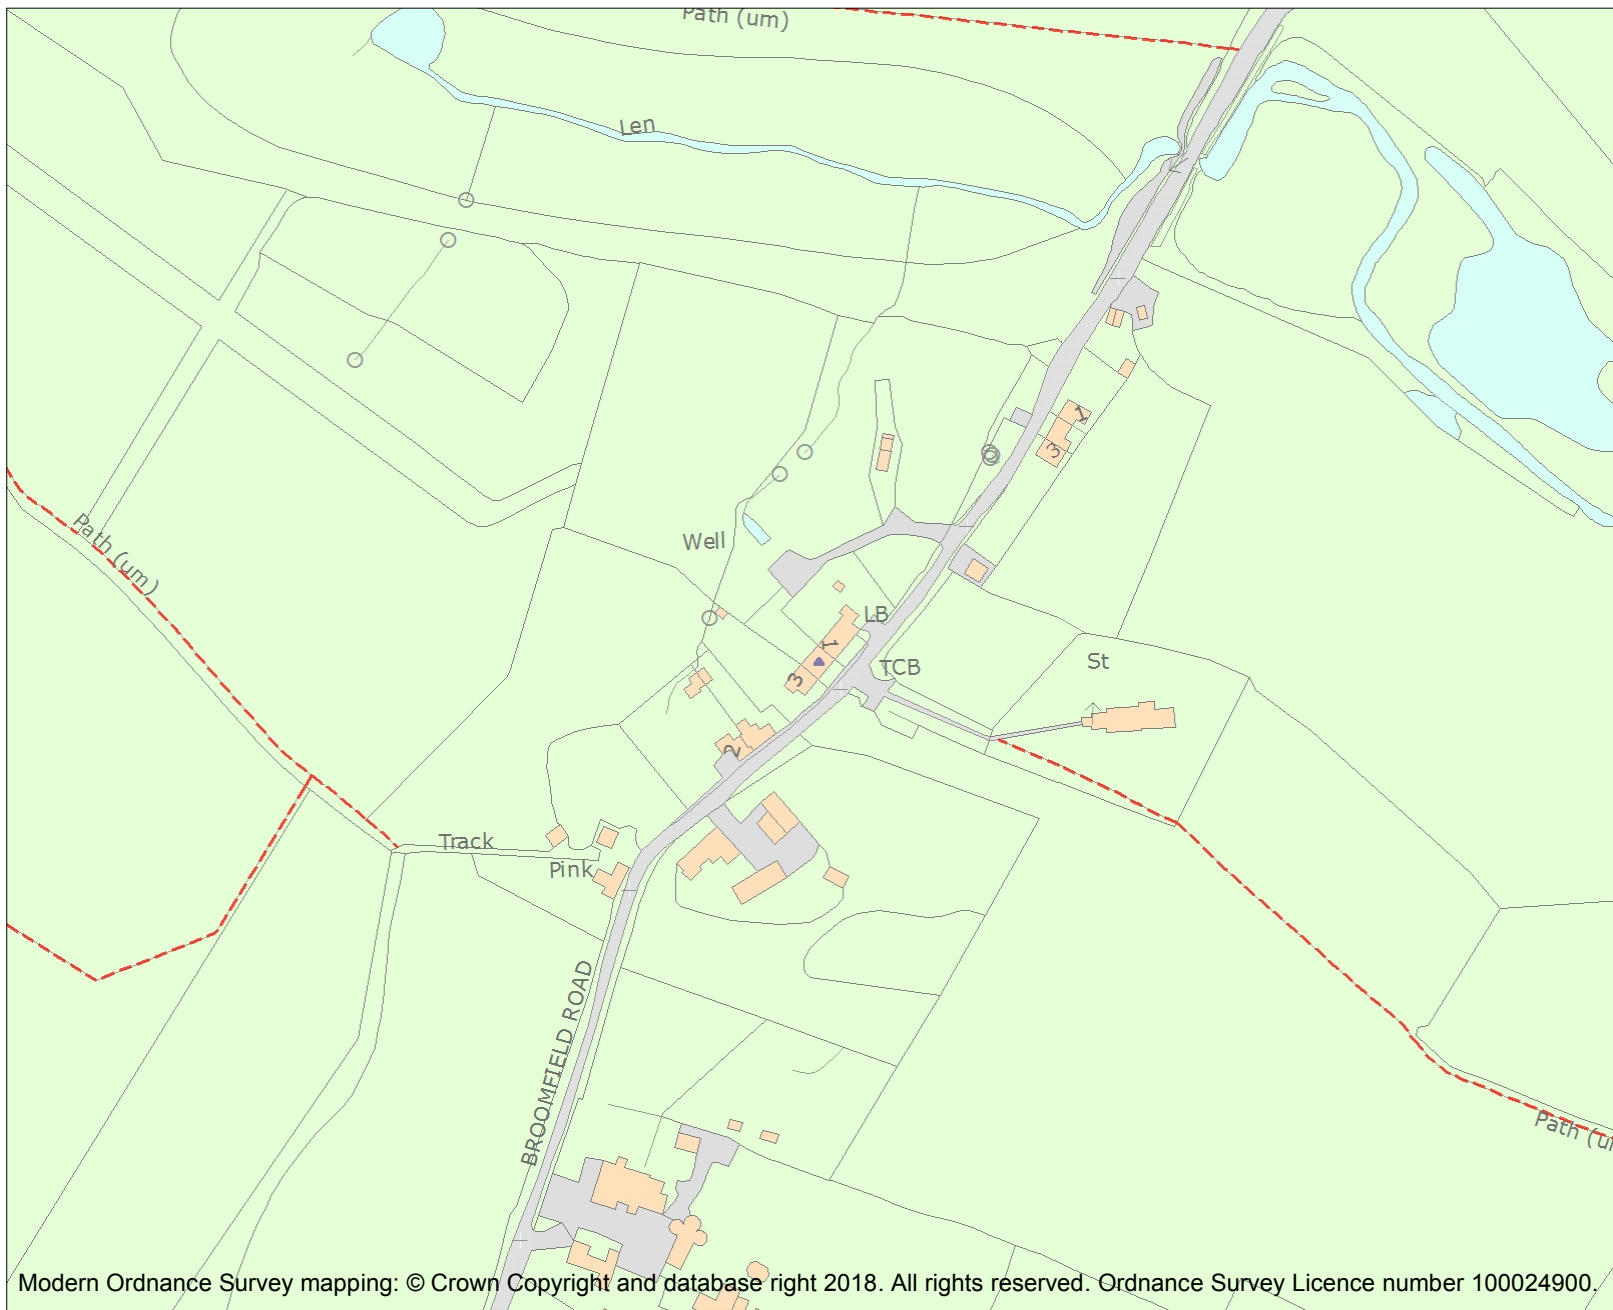 Path (um)
Len
1
3
Well
LB
1
3
TCB
St
2
Path (um)
Track
Pink
BROOMFIELD ROAD
Path (u
Modern Ordnance Survey mapping: © Crown Copyright and database right 2018. All rights reserved. Ordnance Survey Licence number 100024900.